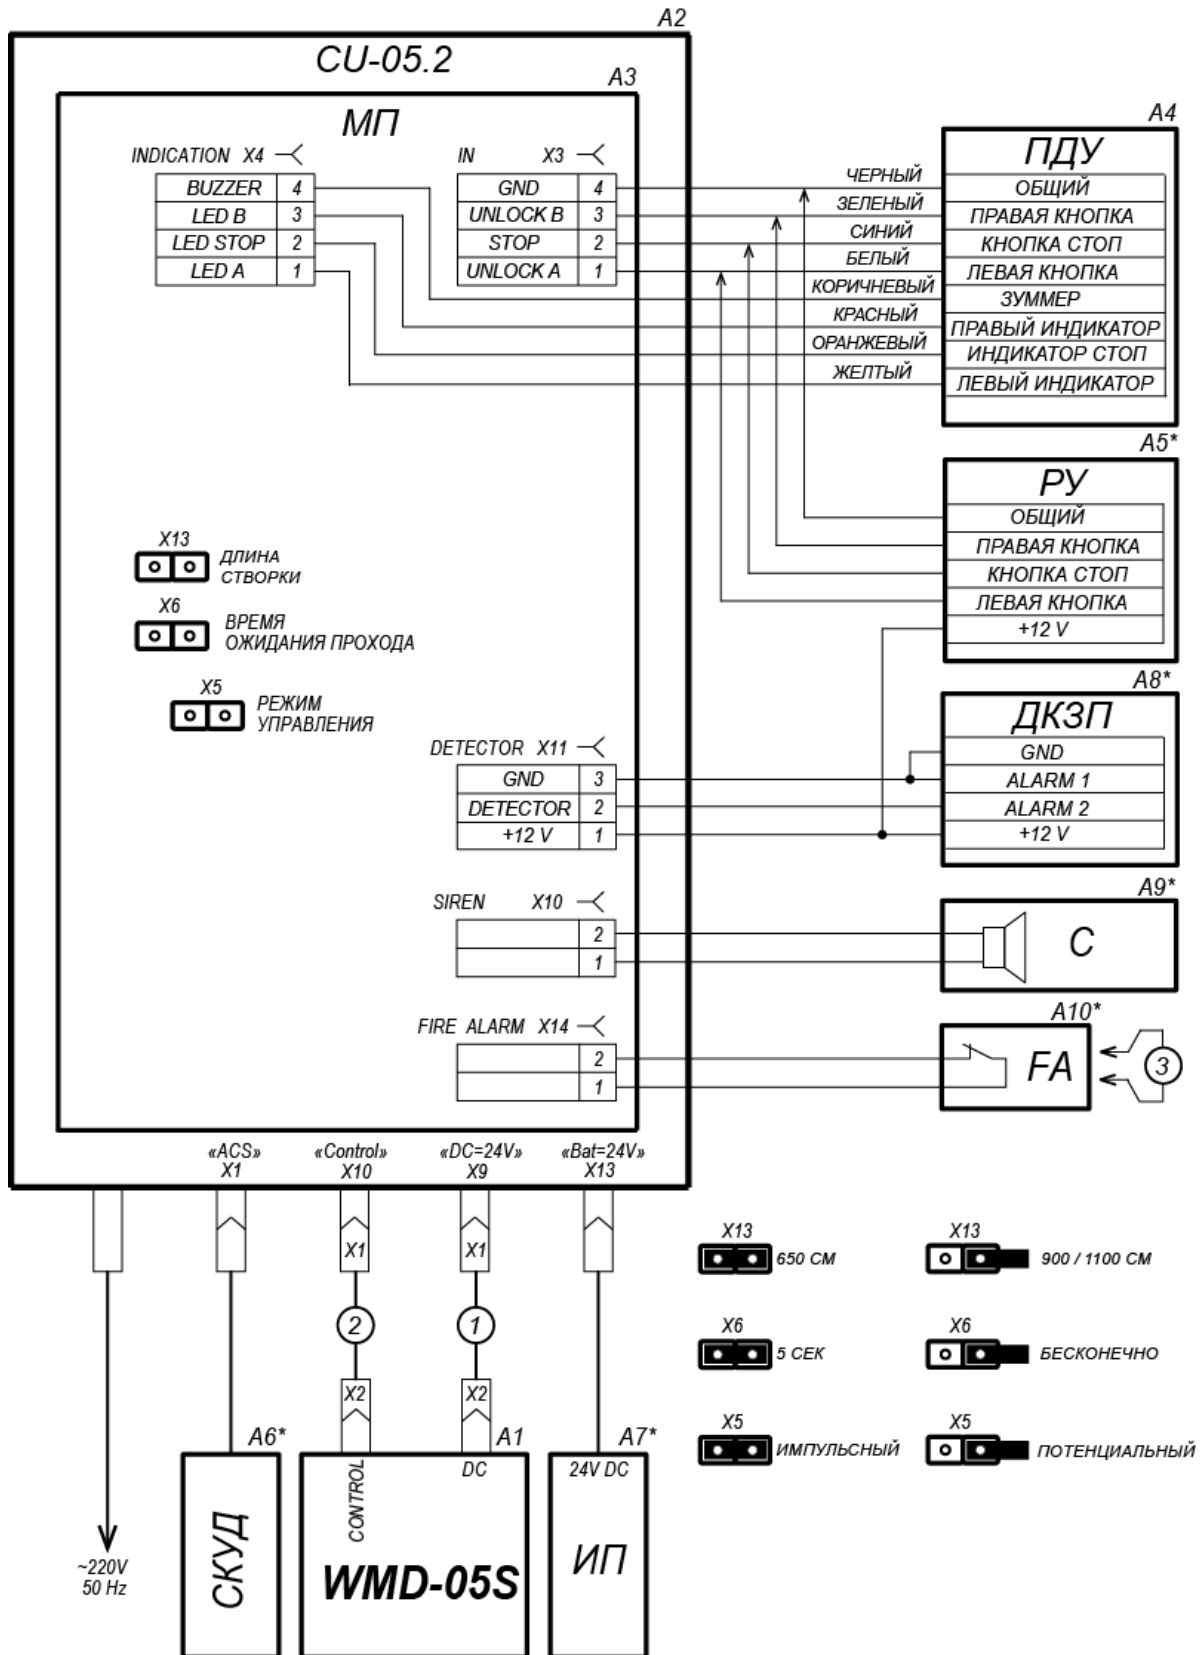 A2
CU-05.2
A3
МП
INDICATION X4
BUZZER 4
LED B 3
LED STOP 2
LED A 1
IN X3
GND 4
UNLOCK B 3
STOP 2
UNLOCK A 1
ЧЕРНЫЙ
ЗЕЛЕНЫЙ
СИНИЙ
БЕЛЫЙ
КОРИЧНЕВЫЙ
КРАСНЫЙ
ОРАНЖЕВЫЙ
ЖЕЛТЫЙ
A4
ПДУ
ОБЩИЙ
ПРАВАЯ КНОПКА
КНОПКА СТОП
ЛЕВАЯ КНОПКА
ЗУММЕР
ПРАВЫЙ ИНДИКАТОР
ИНДИКАТОР СТОП
ЛЕВЫЙ ИНДИКАТОР
A5*
РУ
ОБЩИЙ
ПРАВАЯ КНОПКА
КНОПКА СТОП
ЛЕВАЯ КНОПКА
+12 V
X13
ДЛИНА
СТВОРКИ
X6
ВРЕМЯ
ОЖИДАНИЯ ПРОХОДА
X5
РЕЖИМ
УПРАВЛЕНИЯ
DETECTOR X11
GND 3
DETECTOR 2
+12 V 1
A8*
ДКЗП
GND
ALARM 1
ALARM 2
+12 V
SIREN X10
2
1
A9*
С
FIRE ALARM X14
2
1
A10*
FA
3
«ACS»
X1
«Control»
X10
«DC=24V»
X9
«Bat=24V»
X13
X1
X1
2
1
X2
X2
~220V
50 Hz
A6*
СКУД
A1
CONTROL
DC
WMD-05S
A7*
24V DC
ИП
X13
650 СМ
X13
900 / 1100 СМ
X6
5 СЕК
X6
БЕСКОНЕЧНО
X5
ИМПУЛЬСНЫЙ
X5
ПОТЕНЦИАЛЬНЫЙ